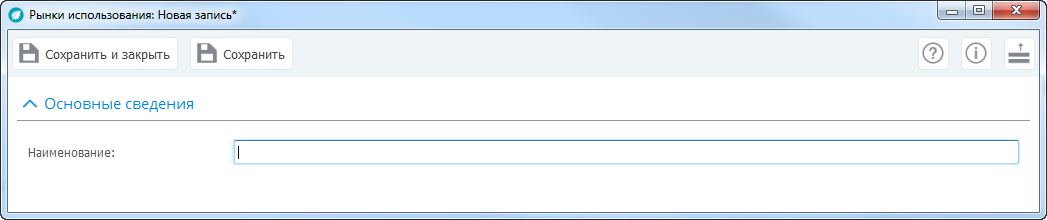 Рынки использования: Новая запись*
Сохранить и закрыть Сохранить
Основные сведения
Наименование: